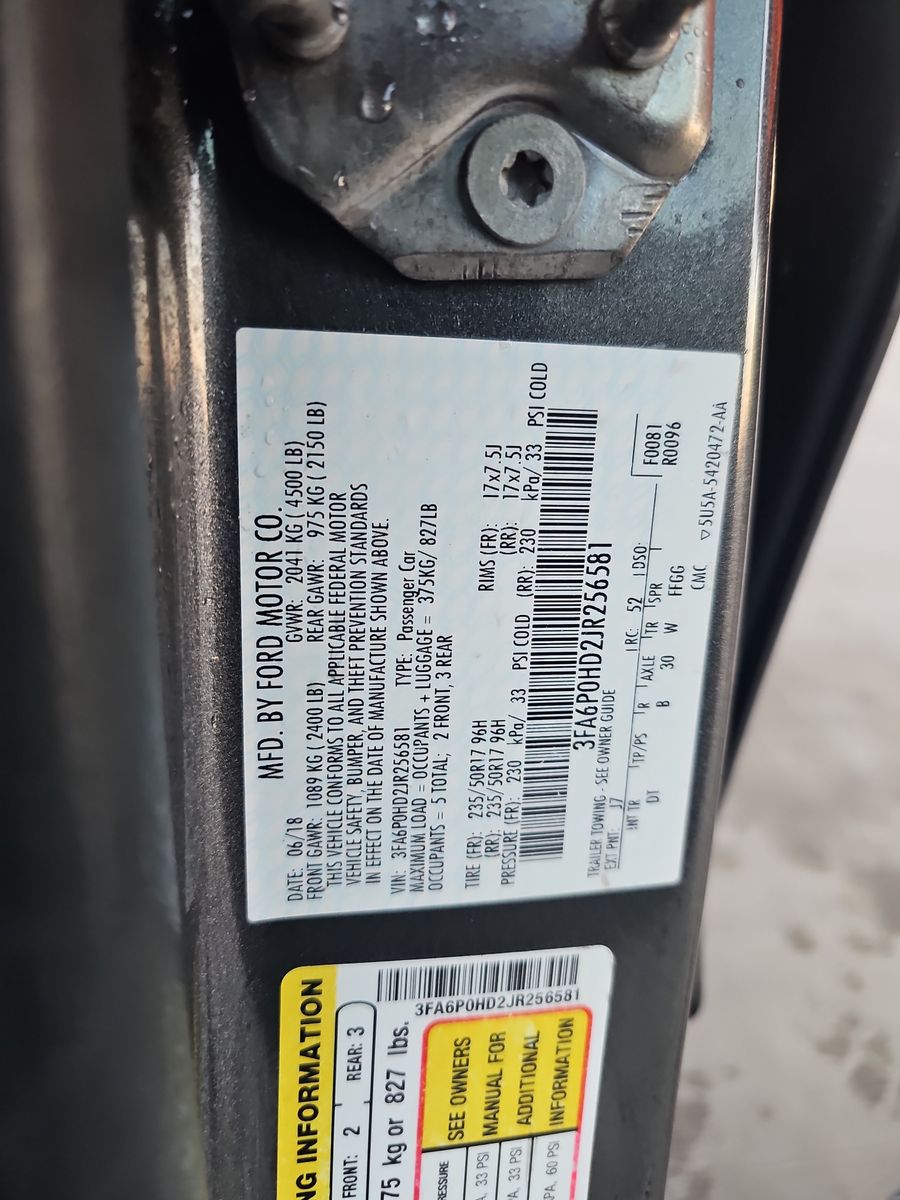 MFD. BY FORD MOTOR CO.
DATE: 06/18 GVWR: 2041 KG ( 4500 LB)
FRONT GAWR: 1089 KG ( 2400 LB) REAR GAWR: 975 KG ( 2150 LB)
THIS VEHICLE CONFORMS TO ALL APPLICABLE FEDERAL MOTOR
VEHICLE SAFETY, BUMPER, AND THEFT PREVENTION STANDARDS
IN EFFECT ON THE DATE OF MANUFACTURE SHOWN ABOVE.
VIN: 3FA6P0HD2JR256581 TYPE: Passenger Car
MAXIMUM LOAD = OCCUPANTS + LUGGAGE = 375KG/ 827LB
OCCUPANTS = 5 TOTAL; 2 FRONT, 3 REAR
TIRE (FR): 235/50R17 96H RIMS (FR): 17x7.5J
(RR): 235/50R17 96H (RR): 17x7.5J
PRESSURE (FR): 230 kPa/ 33 PSI COLD (RR): 230 kPa/ 33 PSI COLD
3FA6P0HD2JR256581
TRAILER TOWING - SEE OWNER GUIDE
EXT PNT: J7 RC: 52 DSO: F0081
R0096
INT TR TP/PS R AXLE TR SPR
DT B 30 W FFGG
CMC ▽5U5A-5420472-AA
NG INFORMATION
FRONT: 2 REAR: 3
75 kg or 827 lbs.
3FA6P0HD2JR256581
RESSURE
A, 33 PSI
A, 33 PSI
PA, 60 PSI
SEE OWNERS
MANUAL FOR
ADDITIONAL
INFORMATION